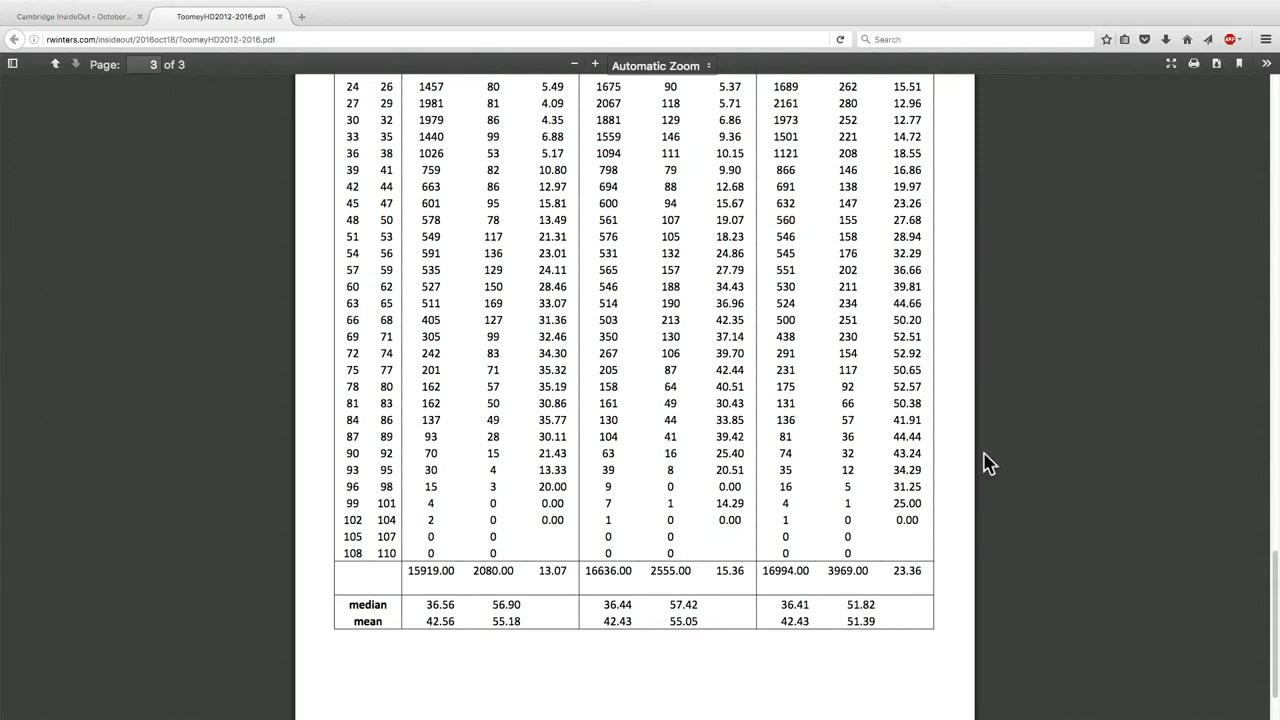 Cambridge InsideOut - October...
ToomeyHD2012-2016.pdf
rwinters.com/insideout/2016oct18/ToomeyHD2012-2016.pdf
Search
ABP
Page: 3 of 3
Automatic Zoom
24 26 1457 80 5.49 1675 90 5.37 1689 262 15.51
27 29 1981 81 4.09 2067 118 5.71 2161 280 12.96
30 32 1979 86 4.35 1881 129 6.86 1973 252 12.77
33 35 1440 99 6.88 1559 146 9.36 1501 221 14.72
36 38 1026 53 5.17 1094 111 10.15 1121 208 18.55
39 41 759 82 10.80 798 79 9.90 866 146 16.86
42 44 663 86 12.97 694 88 12.68 691 138 19.97
45 47 601 95 15.81 600 94 15.67 632 147 23.26
48 50 578 78 13.49 561 107 19.07 560 155 27.68
51 53 549 117 21.31 576 105 18.23 546 158 28.94
54 56 591 136 23.01 531 132 24.86 545 176 32.29
57 59 535 129 24.11 565 157 27.79 551 202 36.66
60 62 527 150 28.46 546 188 34.43 530 211 39.81
63 65 511 169 33.07 514 190 36.96 524 234 44.66
66 68 405 127 31.36 503 213 42.35 500 251 50.20
69 71 305 99 32.46 350 130 37.14 438 230 52.51
72 74 242 83 34.30 267 106 39.70 291 154 52.92
75 77 201 71 35.32 205 87 42.44 231 117 50.65
78 80 162 57 35.19 158 64 40.51 175 92 52.57
81 83 162 50 30.86 161 49 30.43 131 66 50.38
84 86 137 49 35.77 130 44 33.85 136 57 41.91
87 89 93 28 30.11 104 41 39.42 81 36 44.44
90 92 70 15 21.43 63 16 25.40 74 32 43.24
93 95 30 4 13.33 39 8 20.51 35 12 34.29
96 98 15 3 20.00 9 0 0.00 16 5 31.25
99 101 4 0 0.00 7 1 14.29 4 1 25.00
102 104 2 0 0.00 1 0 0.00 1 0 0.00
105 107 0 0 0 0 0 0
108 110 0 0 0 0 0 0
15919.00 2080.00 13.07 16636.00 2555.00 15.36 16994.00 3969.00 23.36
median 36.56 56.90 36.44 57.42 36.41 51.82
mean 42.56 55.18 42.43 55.05 42.43 51.39